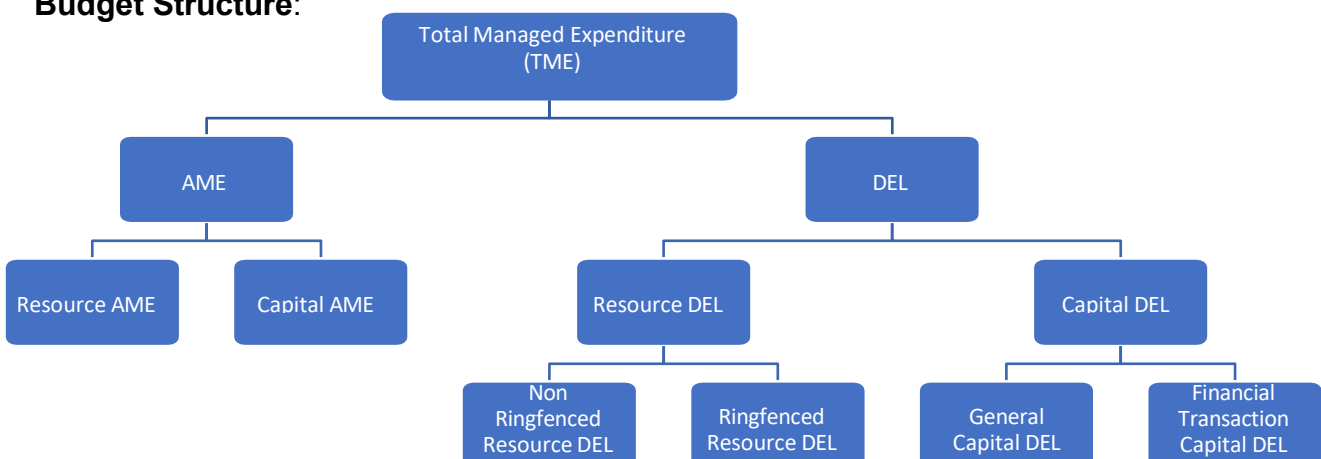 Budget Structure:
Total Managed Expenditure
(TME)
AME
DEL
Resource AME
Capital AME
Resource DEL
Capital DEL
Non
Ringfenced
Resource DEL
Ringfenced
Resource DEL
General
Capital DEL
Financial
Transaction
Capital DEL